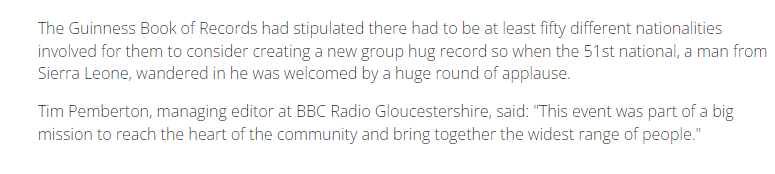 The Guinness Book of Records had stipulated there had to be at least fifty different nationalities
involved for them to consider creating a new group hug record so when the 51st national, a man from
Sierra Leone, wandered in he was welcomed by a huge round of applause.
Tim Pemberton, managing editor at BBC Radio Gloucestershire, said: "This event was part of a big
mission to reach the heart of the community and bring together the widest range of people."